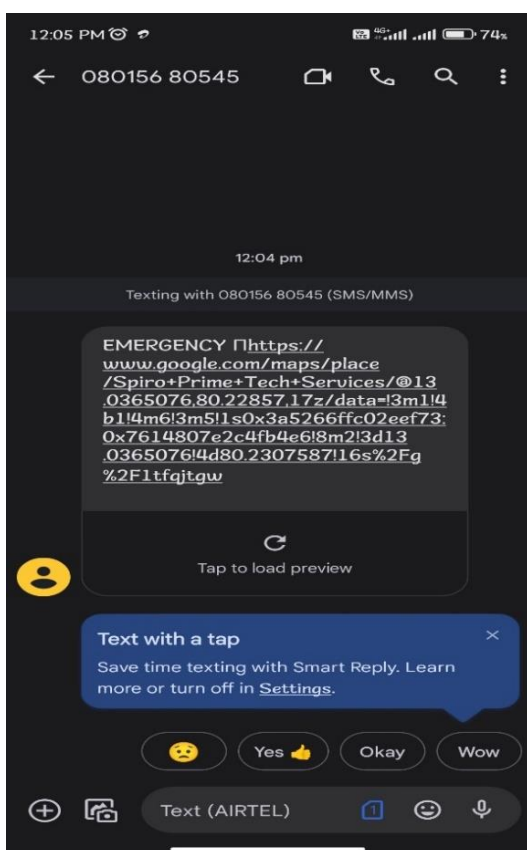 12:05 PM
4G+
74%
080156 80545
12:04 pm
Texting with 080156 80545 (SMS/MMS)
EMERGENCY Пhttps://
www.google.com/maps/place
/Spiro+Prime+Tech+Services/@13
.0365076,80.22857,17z/data=!3m1!4
b1!4m6!3m5!1s0x3a5266ffc02eef73:
0x7614807e2c4fb4e6!8m2!3d13
.0365076!4d80.2307587!16s%2Fg
%2F1tfqjtgw
Tap to load preview
Text with a tap
Save time texting with Smart Reply. Learn
more or turn off in Settings.
Yes 👍 Okay Wow
Text (AIRTEL) 1